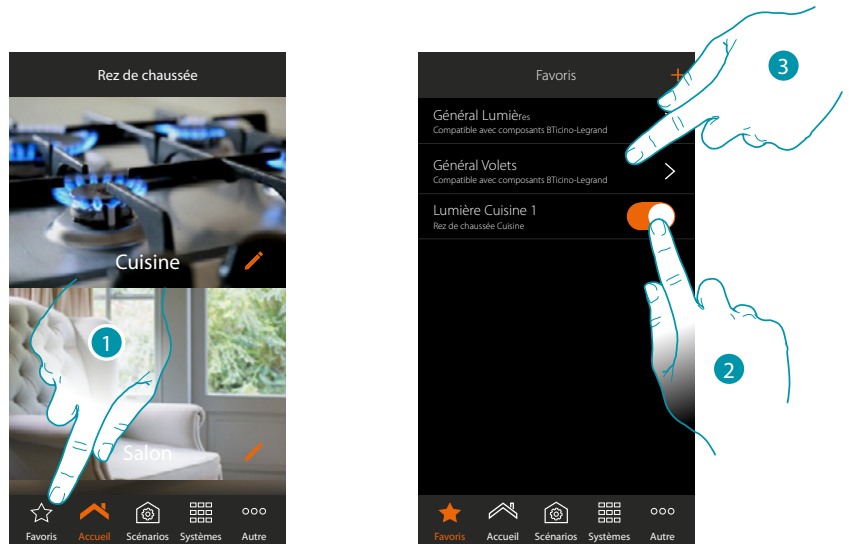 Rez de chaussée
Cuisine
1
Salon
Favoris Accueil Scénarios Systèmes Autre
Favoris
3
Général Lumières
Compatible avec composants BTicino-Legrand
Général Volets
Compatible avec composants BTicino-Legrand
Lumière Cuisine 1
Rez de chaussée Cuisine
2
Favoris Accueil Scénarios Systèmes Autre